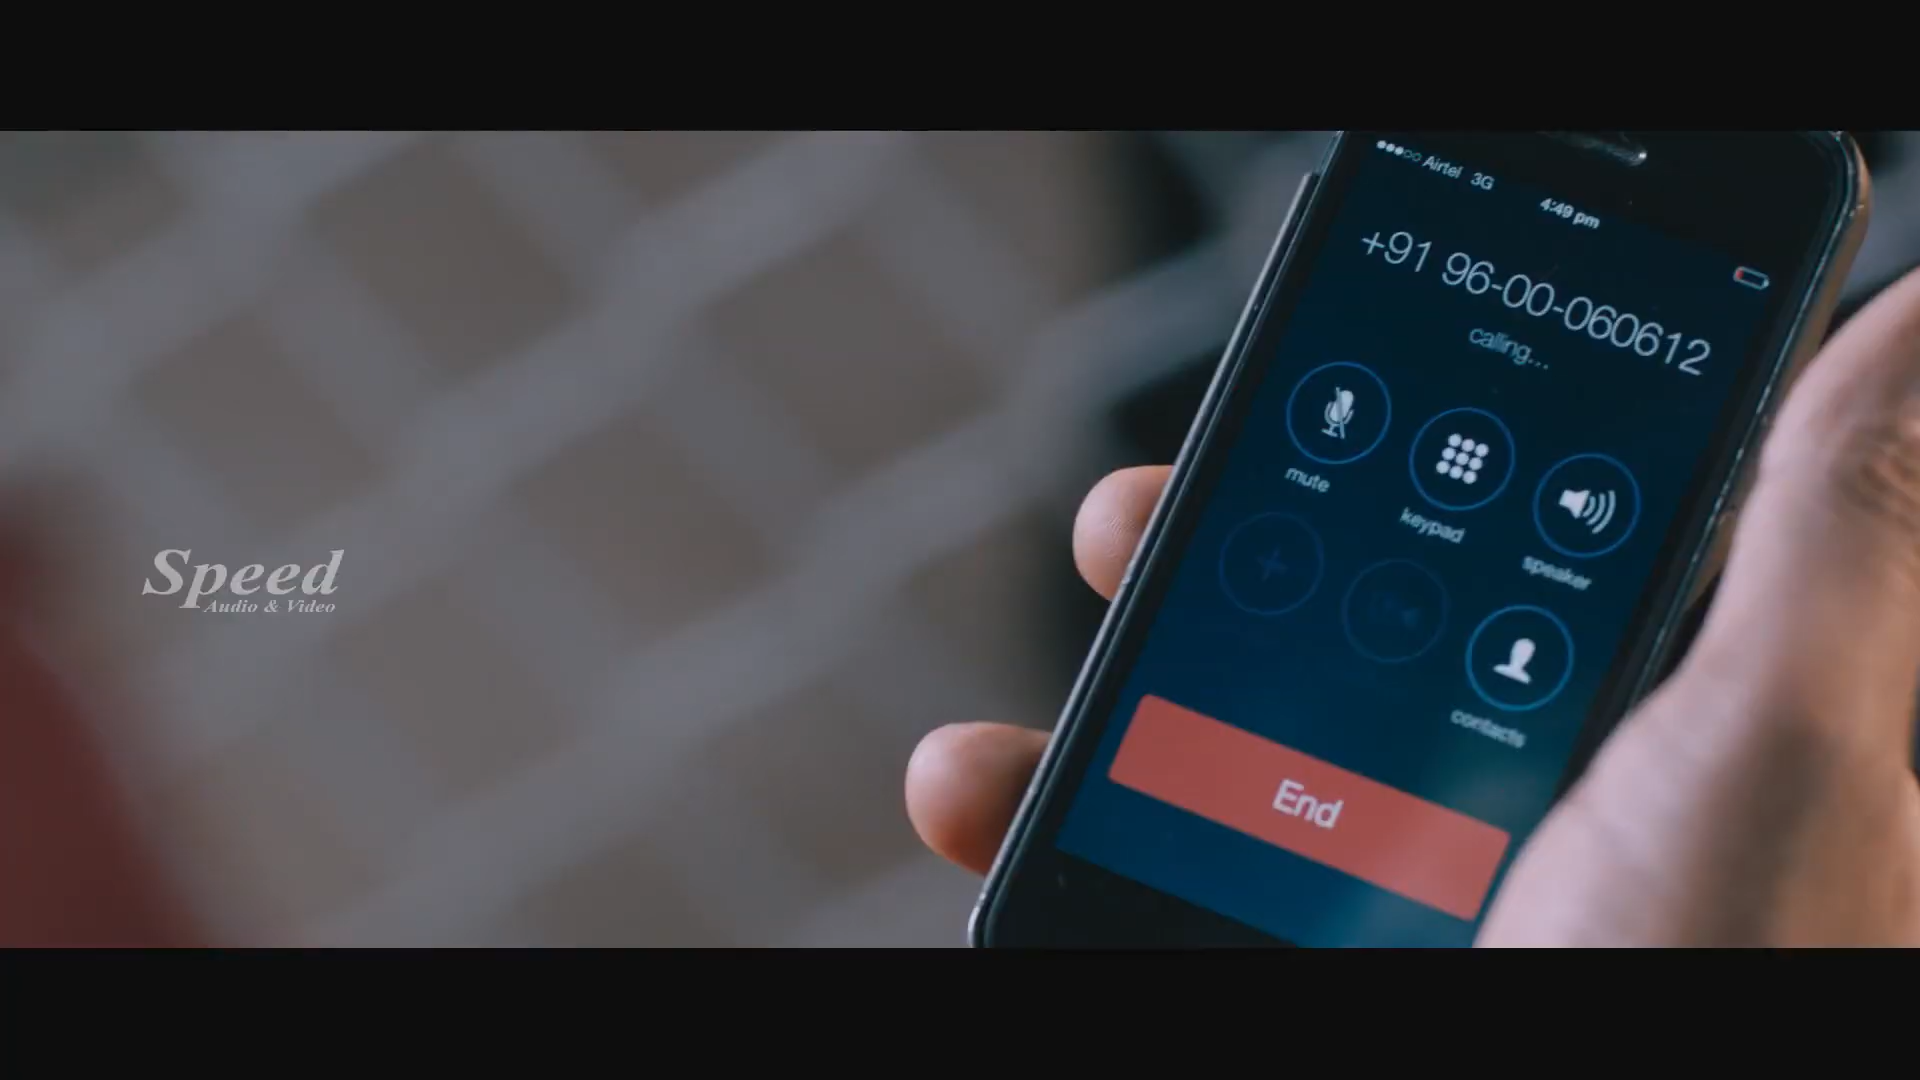 Airtel 3G
4:49 pm
+91 96-00-060612
calling...
mute
keypad
speaker
contacts
End
Speed
Audio & Video